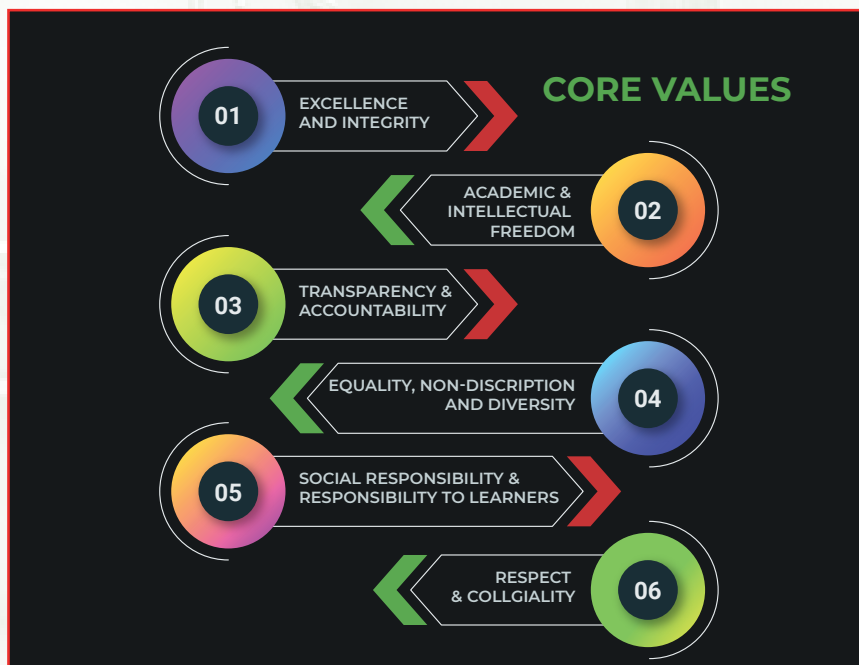 CORE VALUES
01
EXCELLENCE
AND INTEGRITY
02
ACADEMIC &
INTELLECTUAL
FREEDOM
03
TRANSPARENCY &
ACCOUNTABILITY
04
EQUALITY, NON-DISCRIPTION
AND DIVERSITY
05
SOCIAL RESPONSIBILITY &
RESPONSIBILITY TO LEARNERS
06
RESPECT
& COLLGIALITY